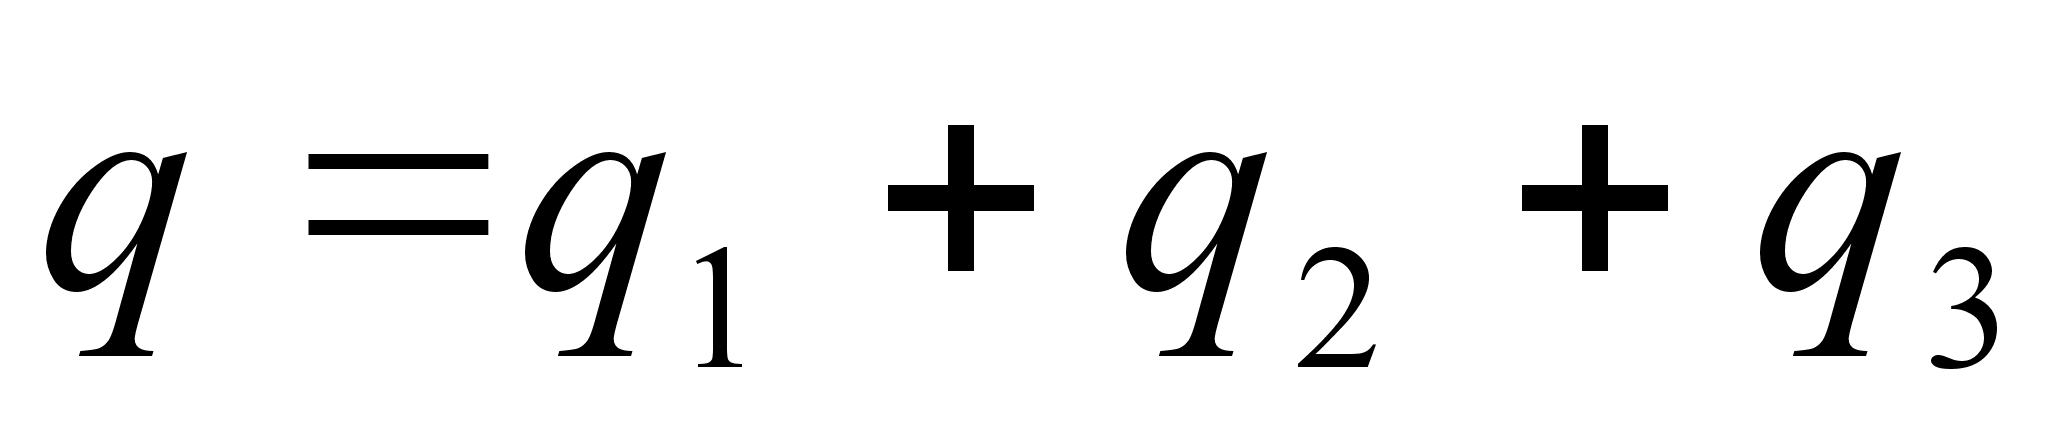 q = q₁ + q₂ + q₃